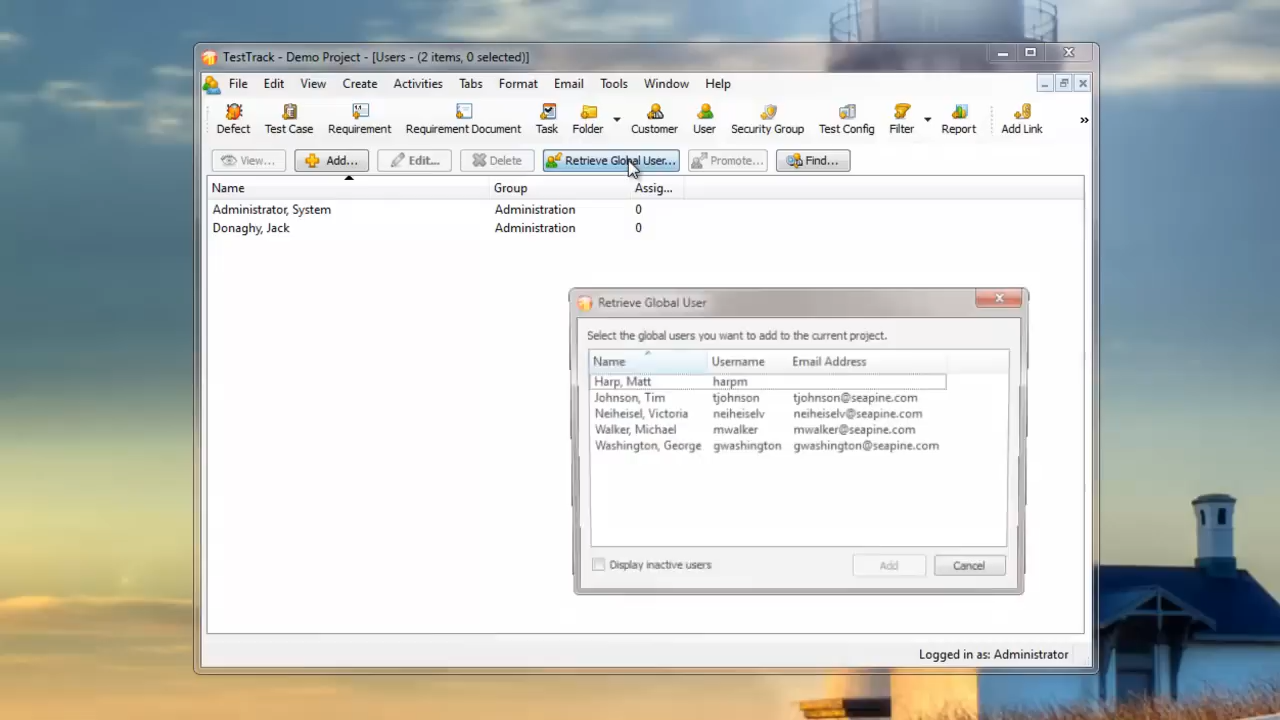 TestTrack - Demo Project - [Users - (2 items, 0 selected)]
File Edit View Create Activities Tabs Format Email Tools Window Help
Defect Test Case Requirement Requirement Document Task Folder Customer User Security Group Test Config Filter Report Add Link »
View... Add... Edit... Delete Retrieve Global User... Promote... Find...
Name Group Assig...
Administrator, System Administration 0
Donaghy, Jack Administration 0
Retrieve Global User
Select the global users you want to add to the current project.
Name Username Email Address
Harp, Matt harpm
Johnson, Tim tjohnson tjohnson@seapine.com
Neiheisel, Victoria neiheiselv neiheiselv@seapine.com
Walker, Michael mwalker mwalker@seapine.com
Washington, George gwashington gwashington@seapine.com
Display inactive users Add Cancel
Logged in as: Administrator